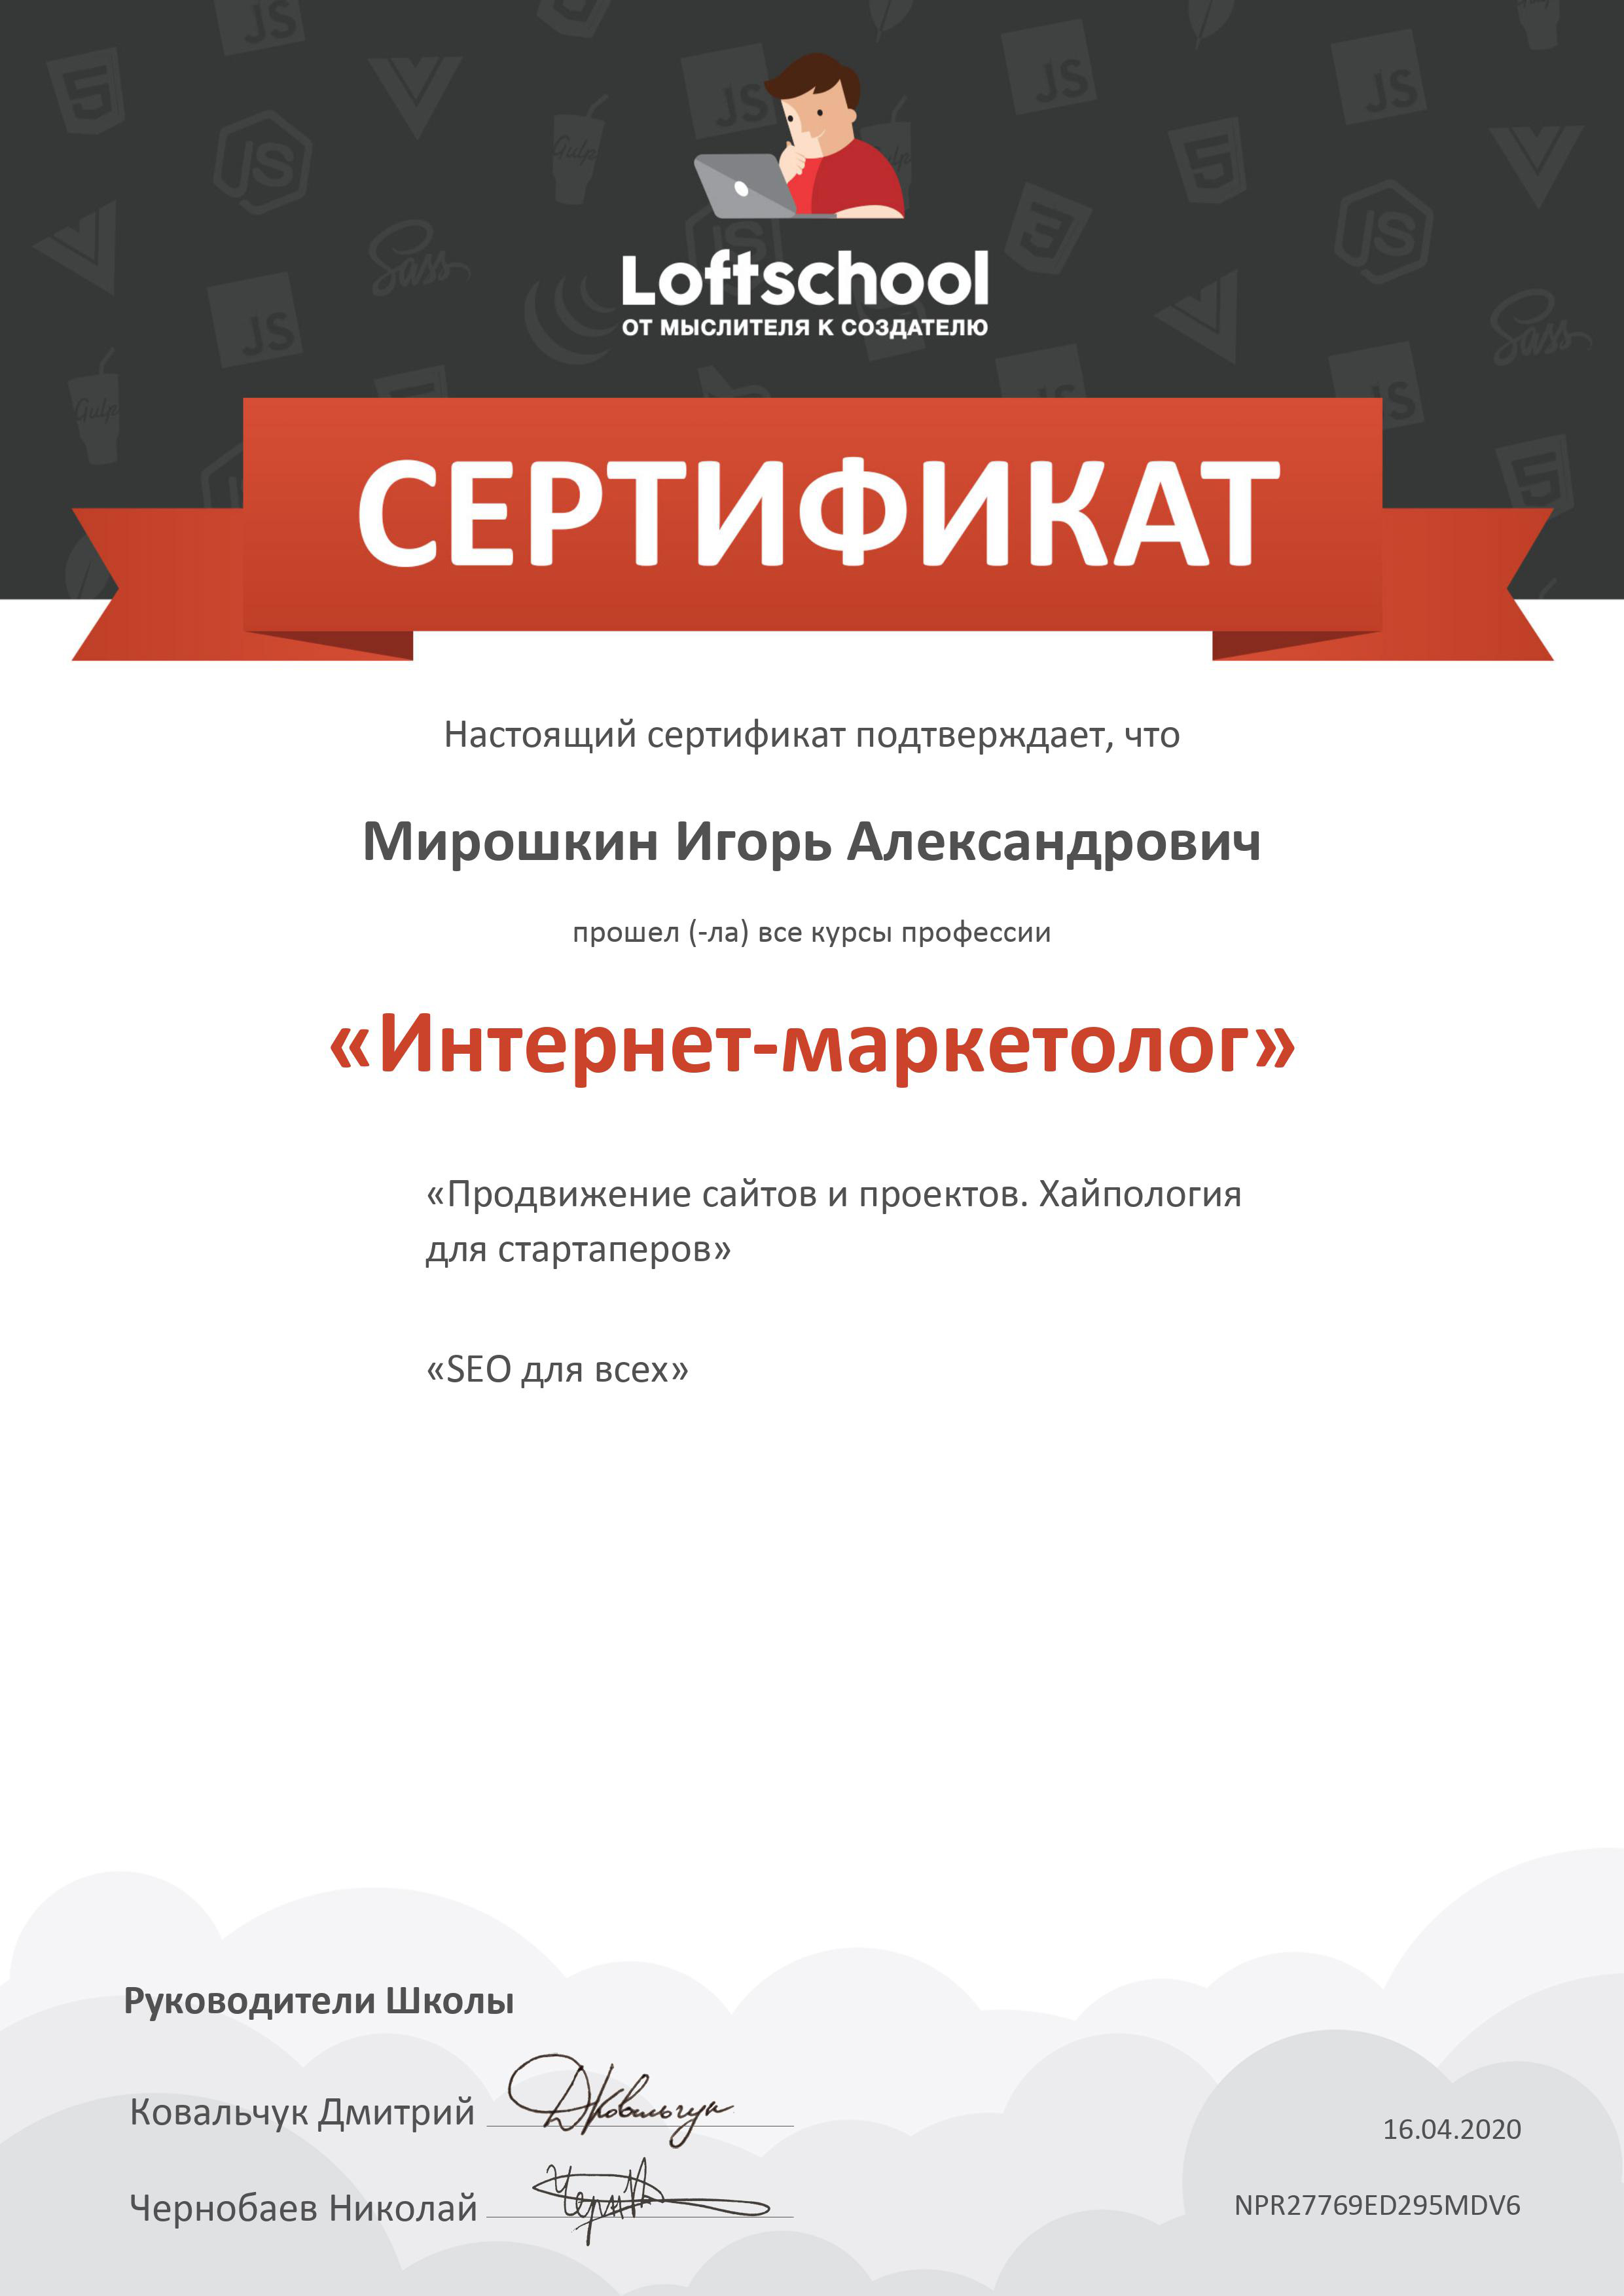 Loftschool
ОТ МЫСЛИТЕЛЯ К СОЗДАТЕЛЮ
СЕРТИФИКАТ
Настоящий сертификат подтверждает, что
Мирошкин Игорь Александрович
прошел (-ла) все курсы профессии
«Интернет-маркетолог»
«Продвижение сайтов и проектов. Хайпология
для стартаперов»
«SEO для всех»
Руководители Школы
Ковальчук Дмитрий
Чернобаев Николай
16.04.2020
NPR27769ED295MDV6